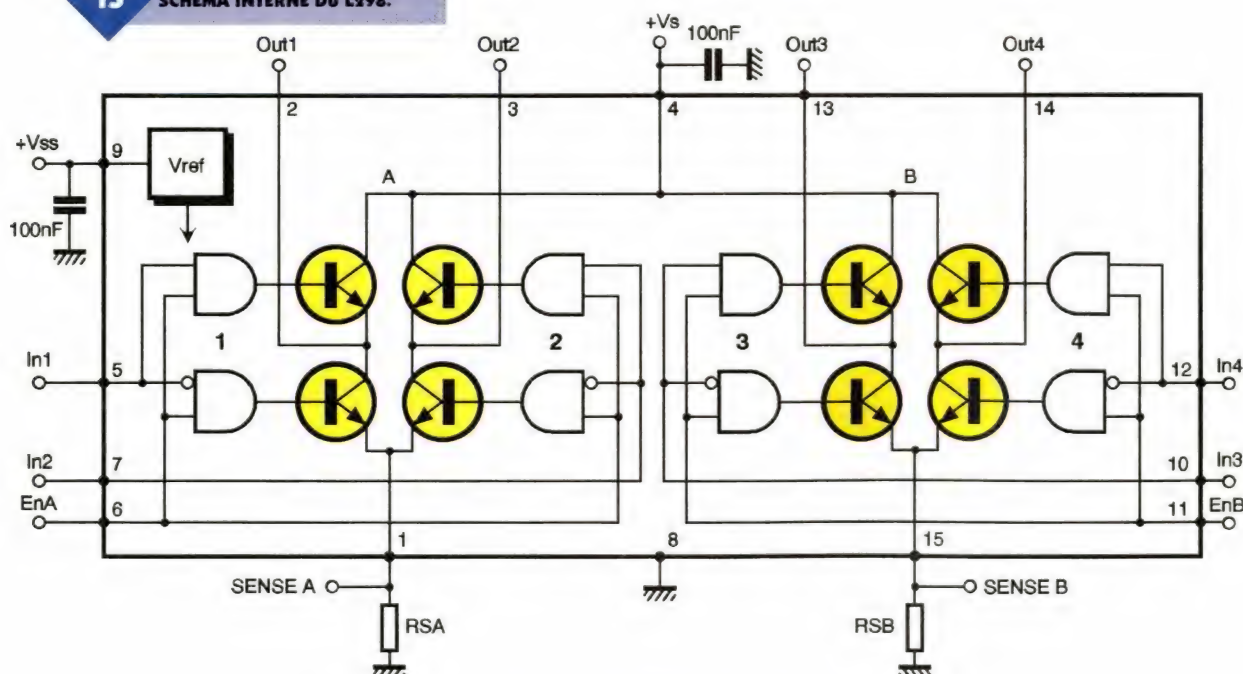 15
SCHÉMA INTERNE DU L298.
+Vs
100nF
Out1
Out2
Out3
Out4
2
3
4
13
14
+Vss
9
Vref
A
B
100nF
1
2
3
4
In1
5
12
In4
In2
7
10
In3
EnA
6
11
EnB
1
8
15
SENSE A
SENSE B
RSA
RSB